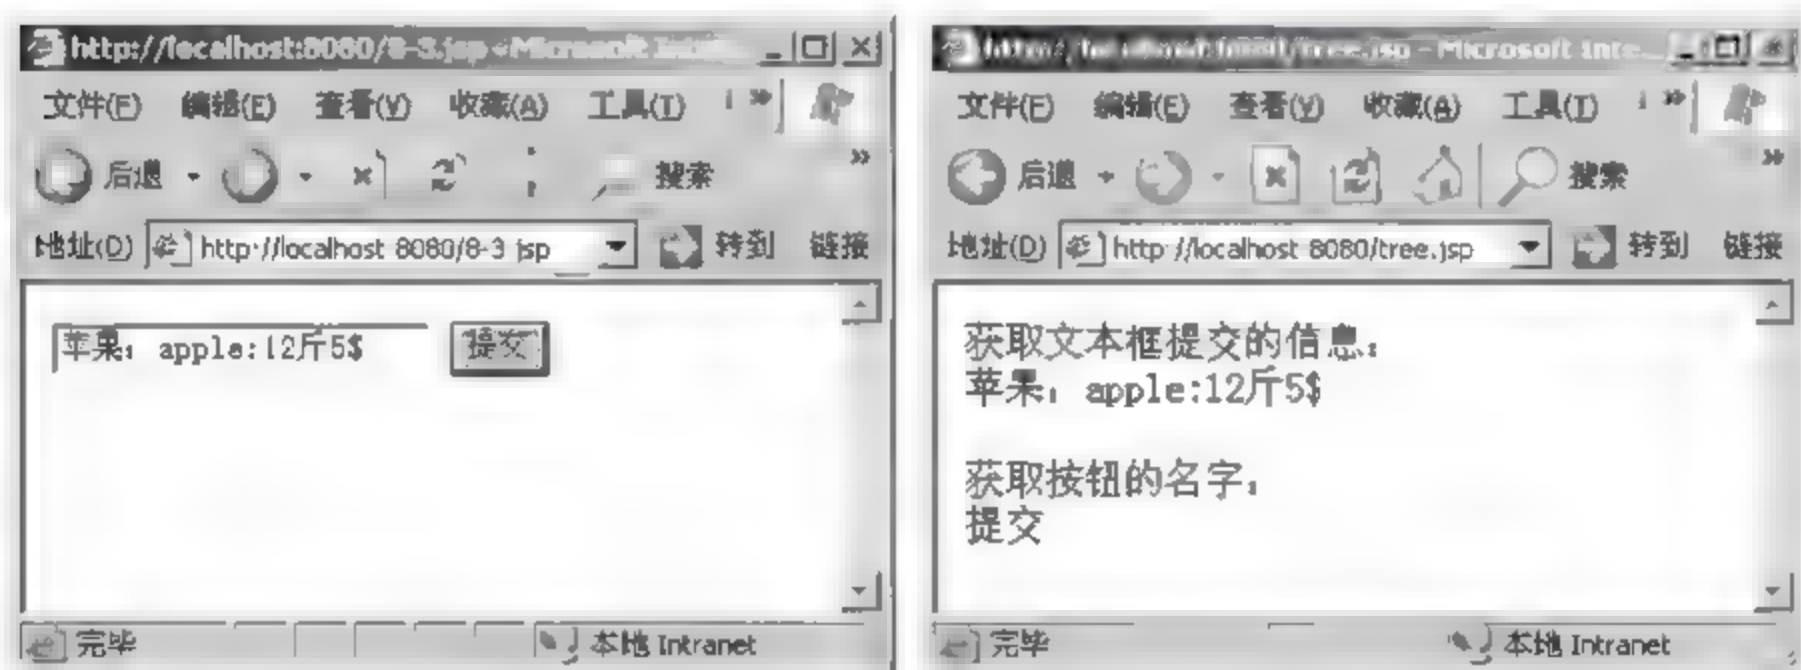 http://localhost:8080/8-3.jsp - Microsoft
文件(F) 编辑(E) 查看(V) 收藏(A) 工具(T) »
后退 搜索 »
地址(D) http://localhost 8080/8-3 jsp 转到 链接
苹果：apple:12斤5$ 提交
完毕 本地 Intranet
/tree.jsp - Microsoft Inte...
文件(F) 编辑(E) 查看(V) 收藏(A) 工具(T) »
后退 搜索 »
地址(D) http://localhost 8080/tree.jsp 转到 链接
获取文本框提交的信息：
苹果：apple:12斤5$
获取按钮的名字：
提交
完毕 本地 Intranet